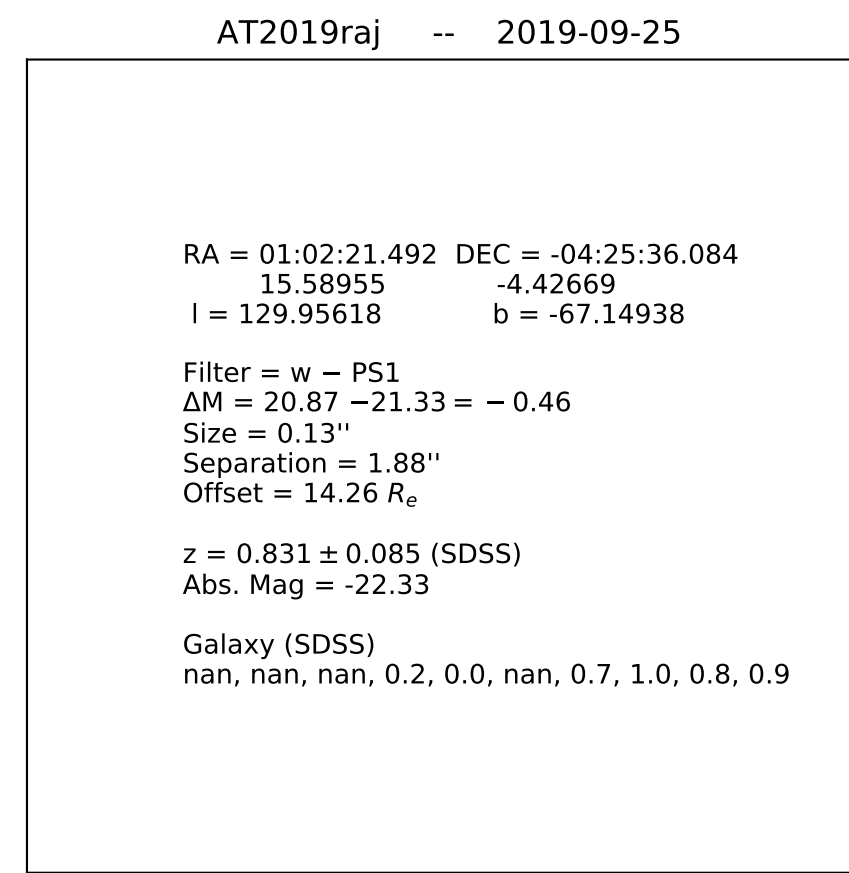 AT2019raj -- 2019-09-25
RA = 01:02:21.492 DEC = -04:25:36.084
15.58955 -4.42669
l = 129.95618 b = -67.14938
Filter = w − PS1
ΔM = 20.87 −21.33 = − 0.46
Size = 0.13''
Separation = 1.88''
Offset = 14.26 Rₑ
z = 0.831 ± 0.085 (SDSS)
Abs. Mag = -22.33
Galaxy (SDSS)
nan, nan, nan, 0.2, 0.0, nan, 0.7, 1.0, 0.8, 0.9